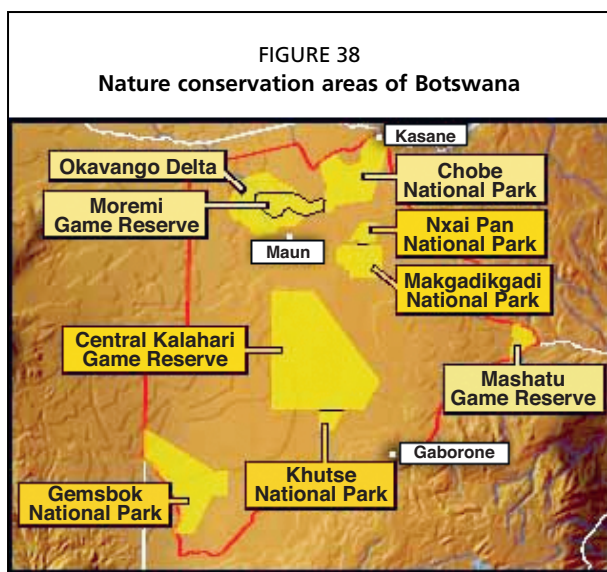 FIGURE 38
Nature conservation areas of Botswana
Kasane
Okavango Delta
Chobe
National Park
Moremi
Game Reserve
Nxai Pan
National Park
Maun
Makgadikgadi
National Park
Central Kalahari
Game Reserve
Mashatu
Game Reserve
Gaborone
Khutse
National Park
Gemsbok
National Park